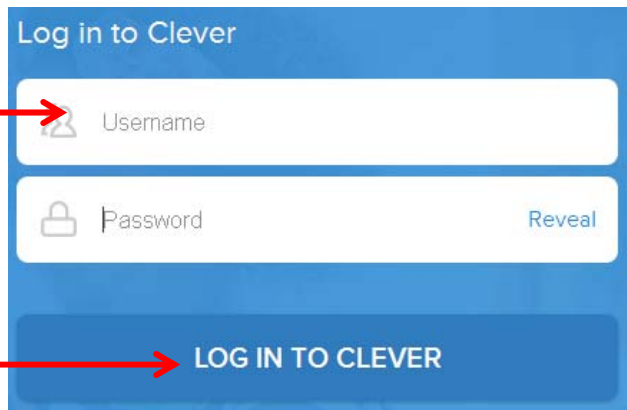 Log in to Clever
Username
Password Reveal
LOG IN TO CLEVER